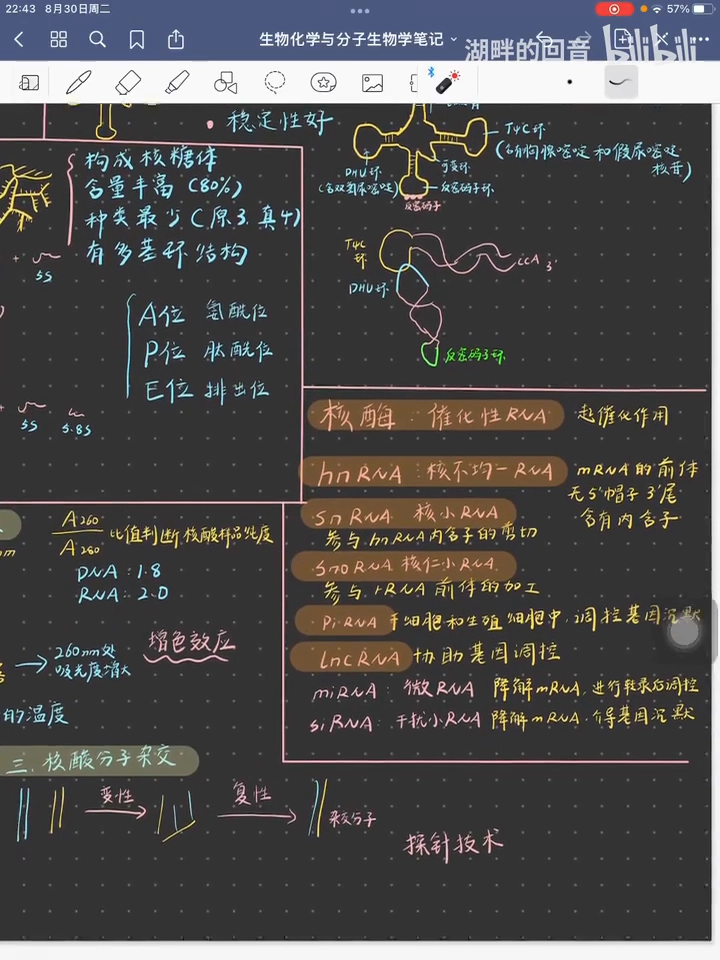 22:43 8月30日周二
57%
生物化学与分子生物学笔记
湖畔的回音 bilibili
稳定性好
构成核糖体
含量丰高 (80%)
种类最少 (原3.真4)
有多茎环结构
+ 5S
A位 氨酰位
P位 肽酰位
E位 排出位
+ 5S 5.8S
TΨC环
(含有胸腺嘧啶和假尿嘧啶
核苷)
DHU环
(含双氢尿嘧啶)
可变环
反密码子环
反密码子
TΨC
环
CCA 3'
DHU环
反密码子环
核酶:催化性RNA 起催化作用
hnRNA:核不均一RNA mRNA的前体
无5'帽子3'尾
含有内含子
snRNA 核小RNA
参与hnRNA内含子的剪切
snoRNA 核仁小RNA
参与rRNA前体的加工
PiRNA 干细胞和生殖细胞中,调控基因沉默
lncRNA 协助基因调控
miRNA:微RNA 降解mRNA.进行转录后调控
siRNA:干扰小RNA 降解mRNA.介导基因沉默
A260
A280 比值判断核酸样品纯度
DNA:1.8
RNA:2.0
260nm处
吸光度增大
增色效应
的温度
三.核酸分子杂交
变性 复性
杂交分子
探针技术